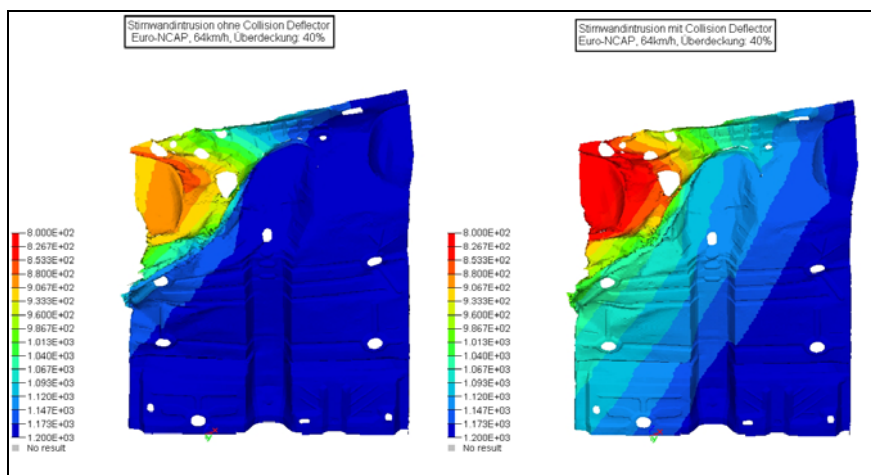 Stirnwandintrusion ohne Collision Deflector
Euro-NCAP, 64km/h, Überdeckung: 40%
Stirnwandintrusion mit Collision Deflector
Euro-NCAP, 64km/h, Überdeckung: 40%
8.000E+02
8.267E+02
8.533E+02
8.800E+02
9.067E+02
9.333E+02
9.600E+02
9.867E+02
1.013E+03
1.040E+03
1.067E+03
1.093E+03
1.120E+03
1.147E+03
1.173E+03
1.200E+03
No result
8.000E+02
8.267E+02
8.533E+02
8.800E+02
9.067E+02
9.333E+02
9.600E+02
9.867E+02
1.013E+03
1.040E+03
1.067E+03
1.093E+03
1.120E+03
1.147E+03
1.173E+03
1.200E+03
No result